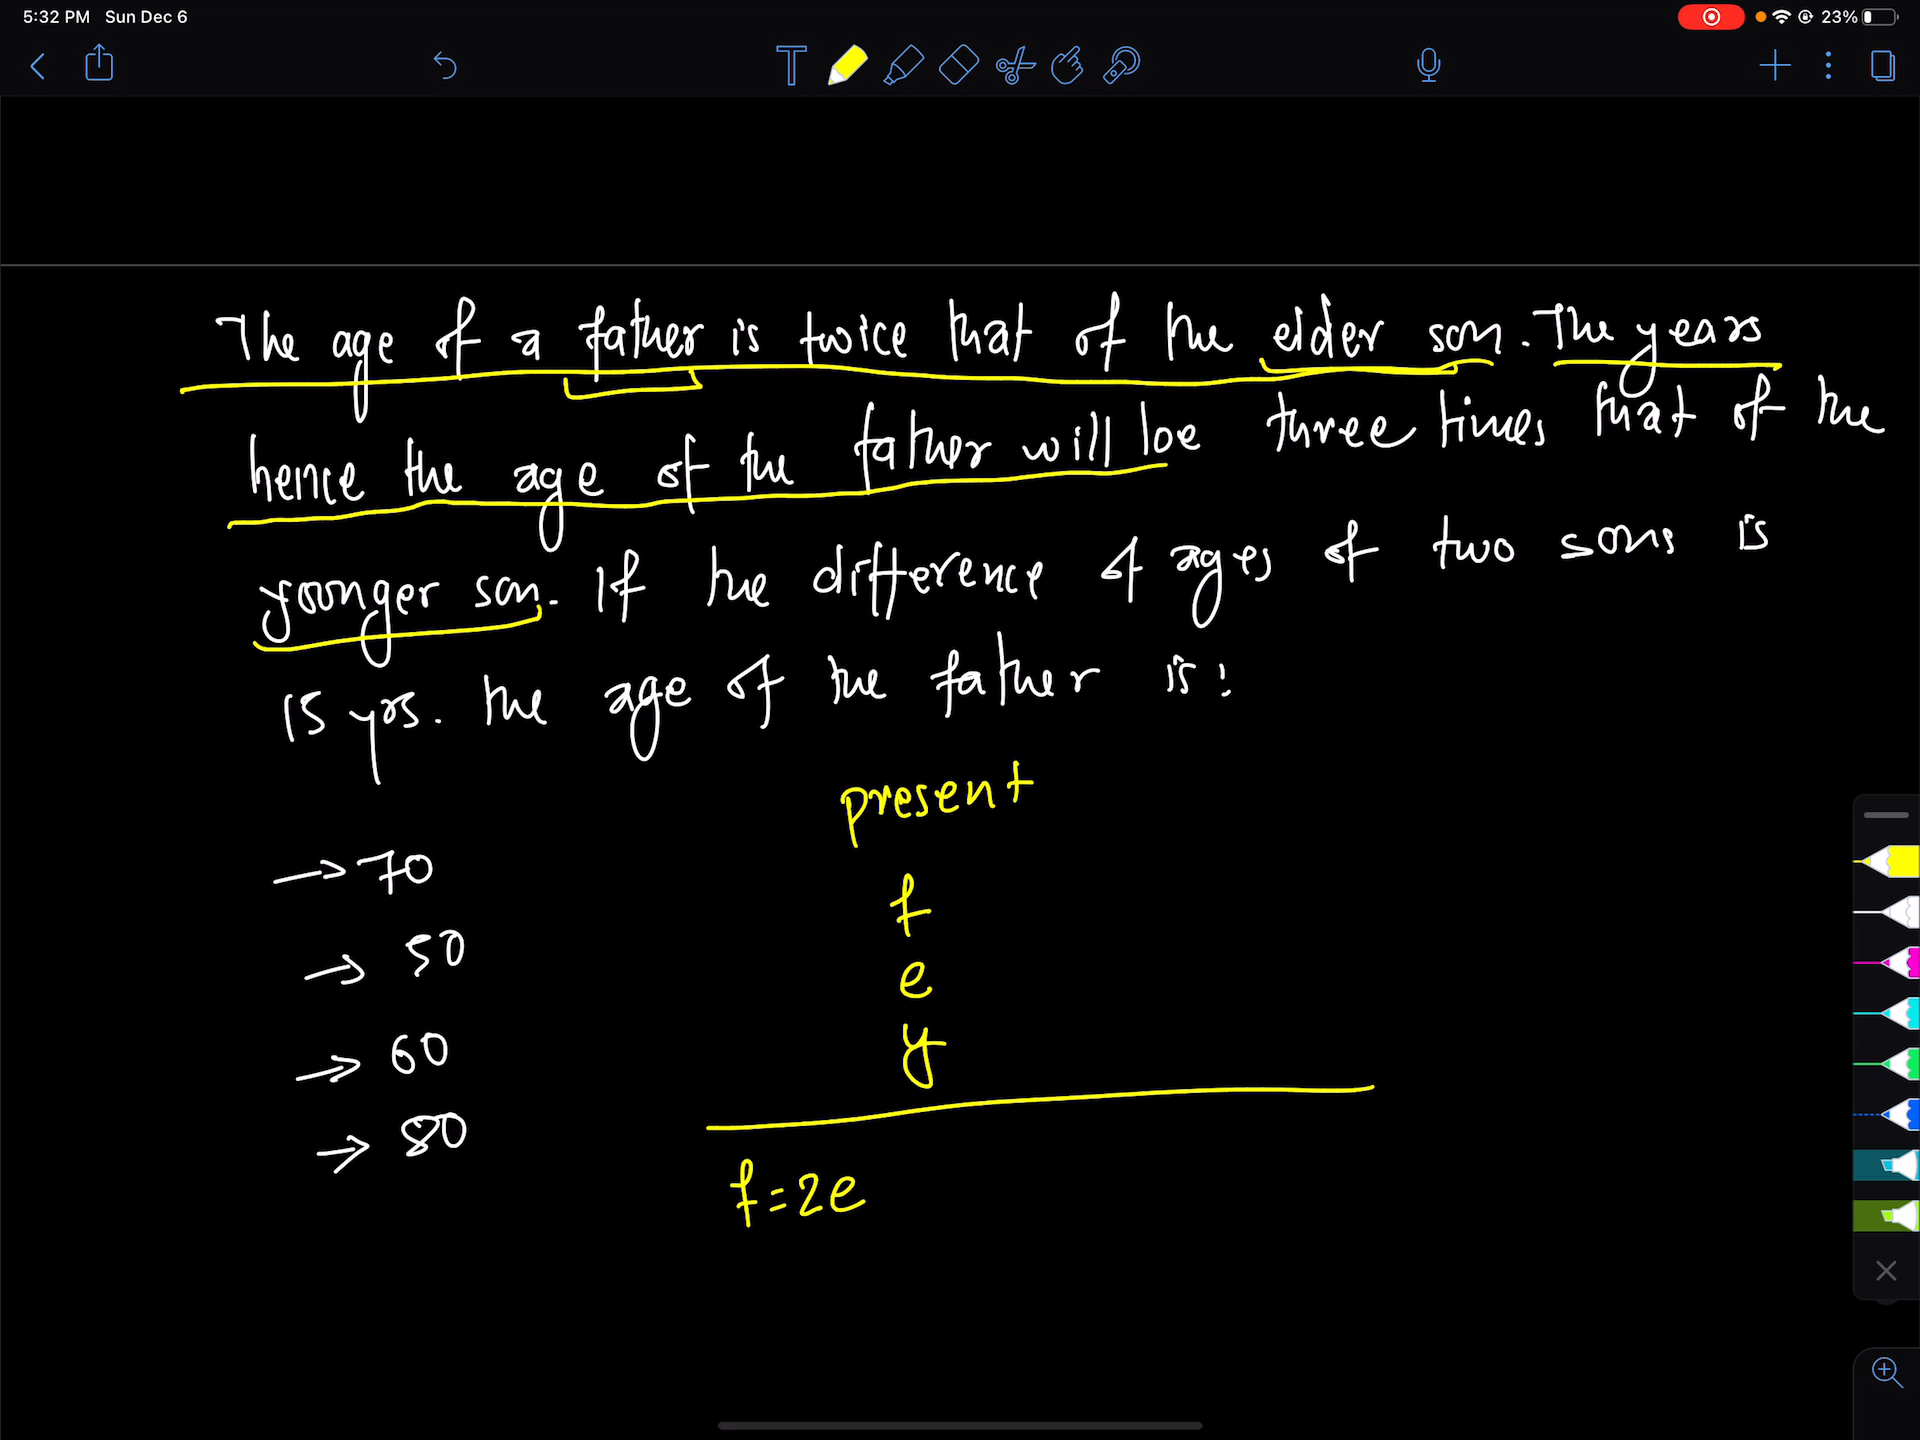 5:32 PM Sun Dec 6
23%
The age of a father is twice that of the elder son. The years
hence the age of the father will be three times that of the
younger son. If the difference of ages of two sons is
15 yrs. the age of the father is:
present
→ 70
f
→ 50
e
→ 60
y
→ 80
f=2e